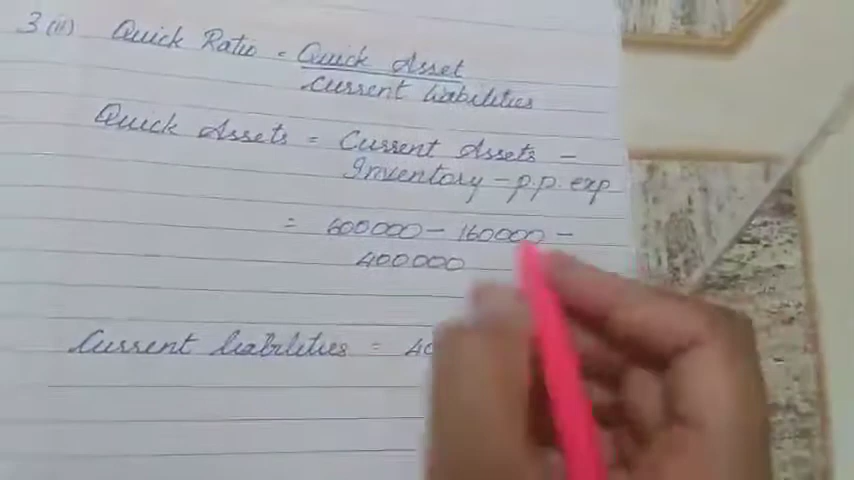 3 (ii) Quick Ratio = Quick Asset
Current Liabilities
Quick Assets = Current Assets -
Inventory - p.p. exp
= 600000 - 160000 -
400000
Current Liabilities =